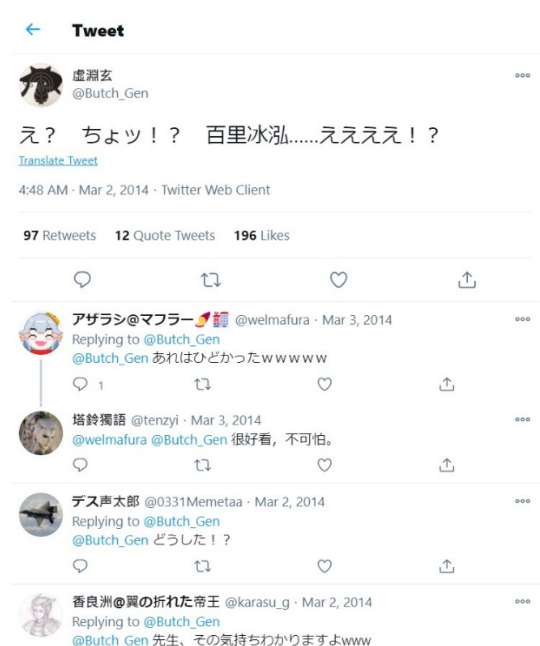 Tweet
虚淵玄
@Butch_Gen
え？　ちょッ！？　百里冰泓……ええええ！？
Translate Tweet
4:48 AM · Mar 2, 2014 · Twitter Web Client
97 Retweets 12 Quote Tweets 196 Likes
アザラシ@マフラー @welmafura · Mar 3, 2014
Replying to @Butch_Gen
@Butch_Gen あれはひどかったｗｗｗｗｗ
1
塔鈴獨語 @tenzyi · Mar 3, 2014
@welmafura @Butch_Gen 很好看，不可怕。
デス声太郎 @0331Memetaa · Mar 2, 2014
Replying to @Butch_Gen
@Butch_Gen どうした！？
香良洲@翼の折れた帝王 @karasu_g · Mar 2, 2014
Replying to @Butch_Gen
@Butch_Gen 先生、その気持ちわかりますよwww